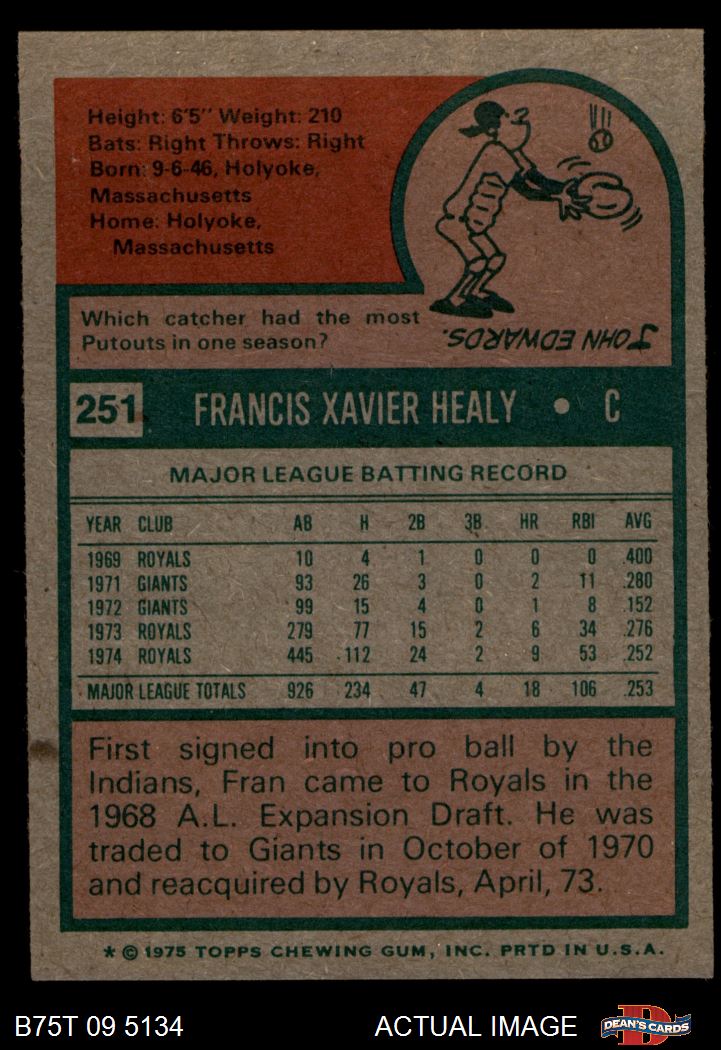 Height: 6'5" Weight: 210
Bats: Right Throws: Right
Born: 9-6-46, Holyoke,
Massachusetts
Home: Holyoke,
Massachusetts
Which catcher had the most
Putouts in one season?
JOHN EDWARDS.
251 FRANCIS XAVIER HEALY • C
MAJOR LEAGUE BATTING RECORD
YEAR CLUB AB H 2B 3B HR RBI AVG
1969 ROYALS 10 4 1 0 0 0 .400
1971 GIANTS 93 26 3 0 2 11 .280
1972 GIANTS 99 15 4 0 1 8 .152
1973 ROYALS 279 77 15 2 6 34 .276
1974 ROYALS 445 112 24 2 9 53 .252
MAJOR LEAGUE TOTALS 926 234 47 4 18 106 .253
First signed into pro ball by the
Indians, Fran came to Royals in the
1968 A.L. Expansion Draft. He was
traded to Giants in October of 1970
and reacquired by Royals, April, 73.
* © 1975 TOPPS CHEWING GUM, INC. PRTD IN U.S.A.
B75T 09 5134 ACTUAL IMAGE D DEAN'S CARDS